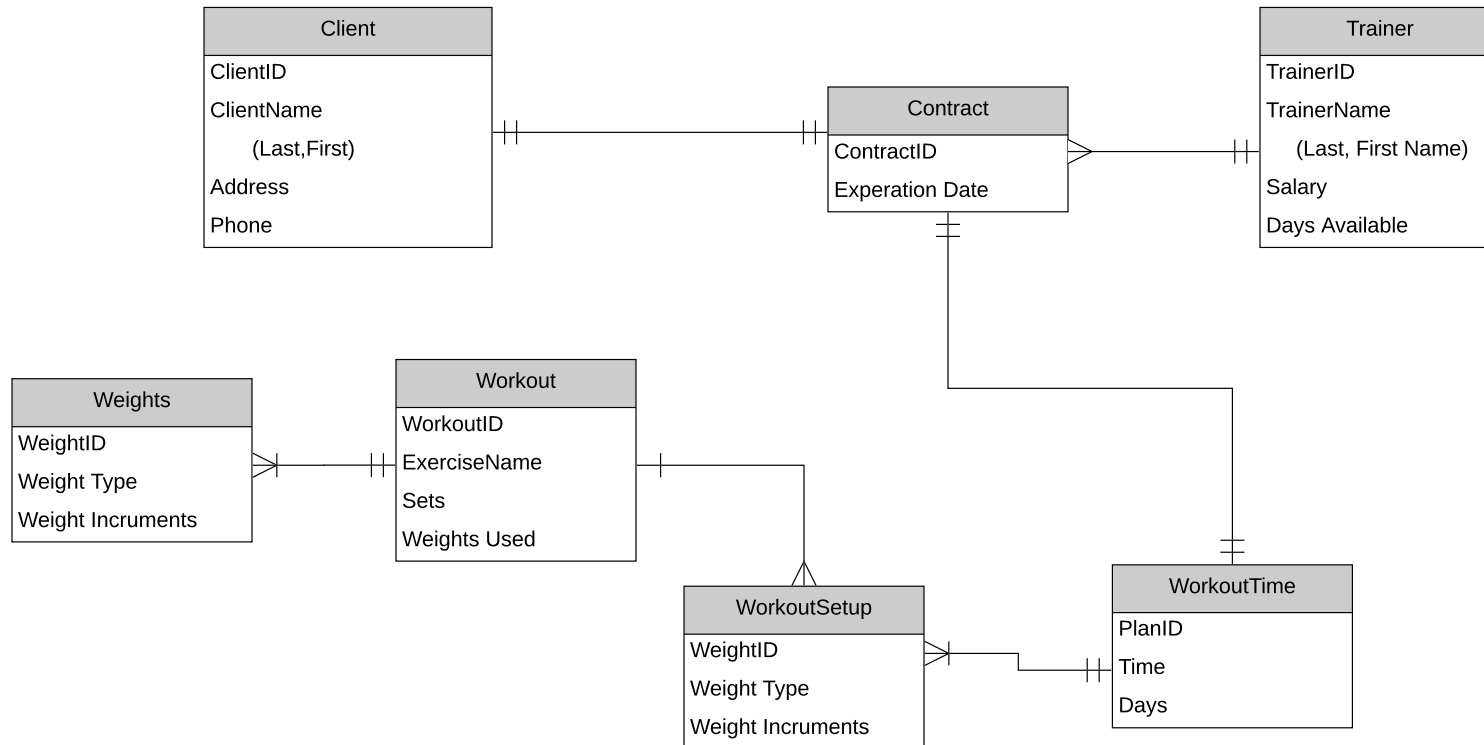 Client
ClientID
ClientName
(Last,First)
Address
Phone
Contract
ContractID
Experation Date
Trainer
TrainerID
TrainerName
(Last, First Name)
Salary
Days Available
Weights
WeightID
Weight Type
Weight Incruments
Workout
WorkoutID
ExerciseName
Sets
Weights Used
WorkoutSetup
WeightID
Weight Type
Weight Incruments
WorkoutTime
PlanID
Time
Days